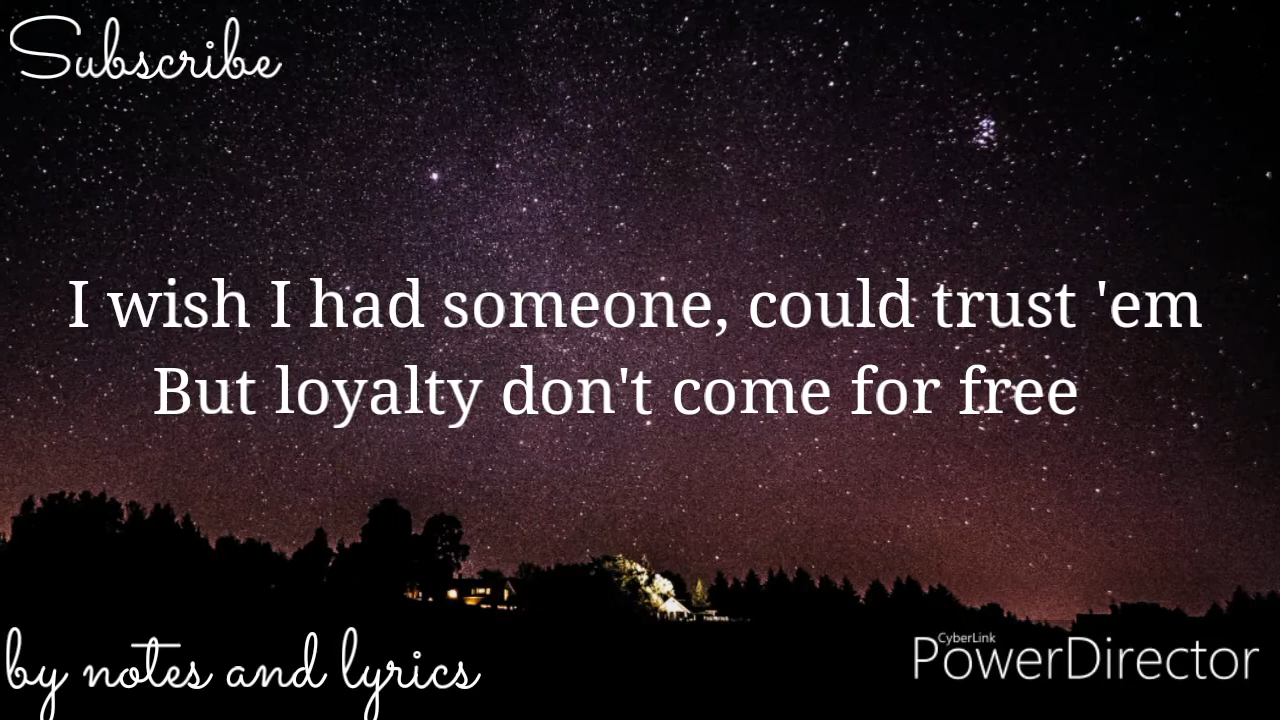 Subscribe
I wish I had someone, could trust 'em
But loyalty don't come for free
by notes and lyrics
CyberLink
PowerDirector